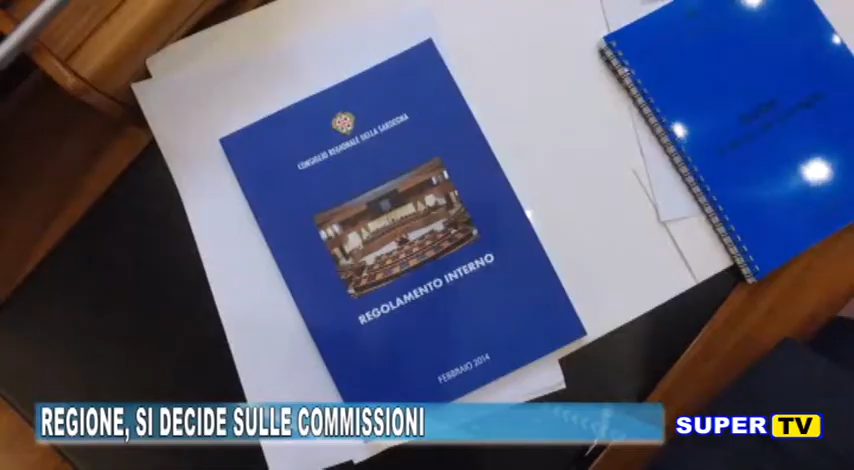 CONSIGLIO REGIONALE DELLA SARDEGNA
REGOLAMENTO INTERNO
FEBBRAIO 2014
REGIONE, SI DECIDE SULLE COMMISSIONI
SUPER TV